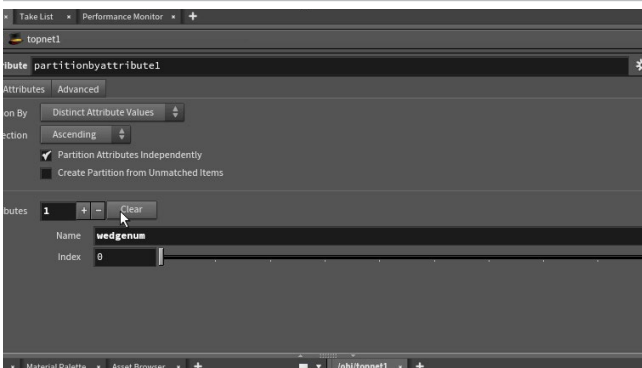 Take List Performance Monitor
topnet1
ibute partitionbyattribute1
Attributes Advanced
on By Distinct Attribute Values
ection Ascending
Partition Attributes Independently
Create Partition from Unmatched Items
butes 1 + - Clear
Name wedgenum
Index 0
Material Palette Asset Browser /obj/topnet1